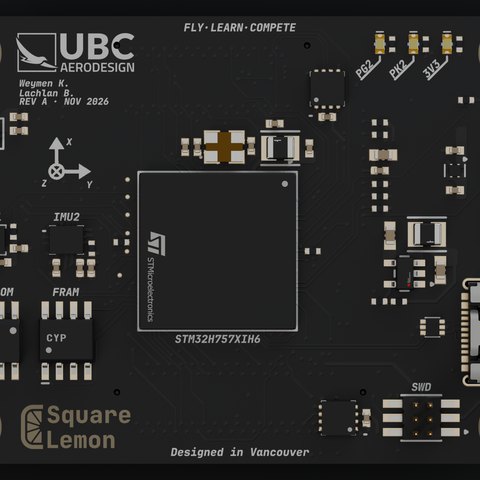 FLY·LEARN·COMPETE
UBC
AERODESIGN
Weymen K.
Lachlan B.
REV A · NOV 2026
PG2
PK2
3V3
X
Z
Y
IMU2
STMicroelectronics
OM
FRAM
CYP
STM32H757XIH6
SWD
Square
Lemon
Designed in Vancouver